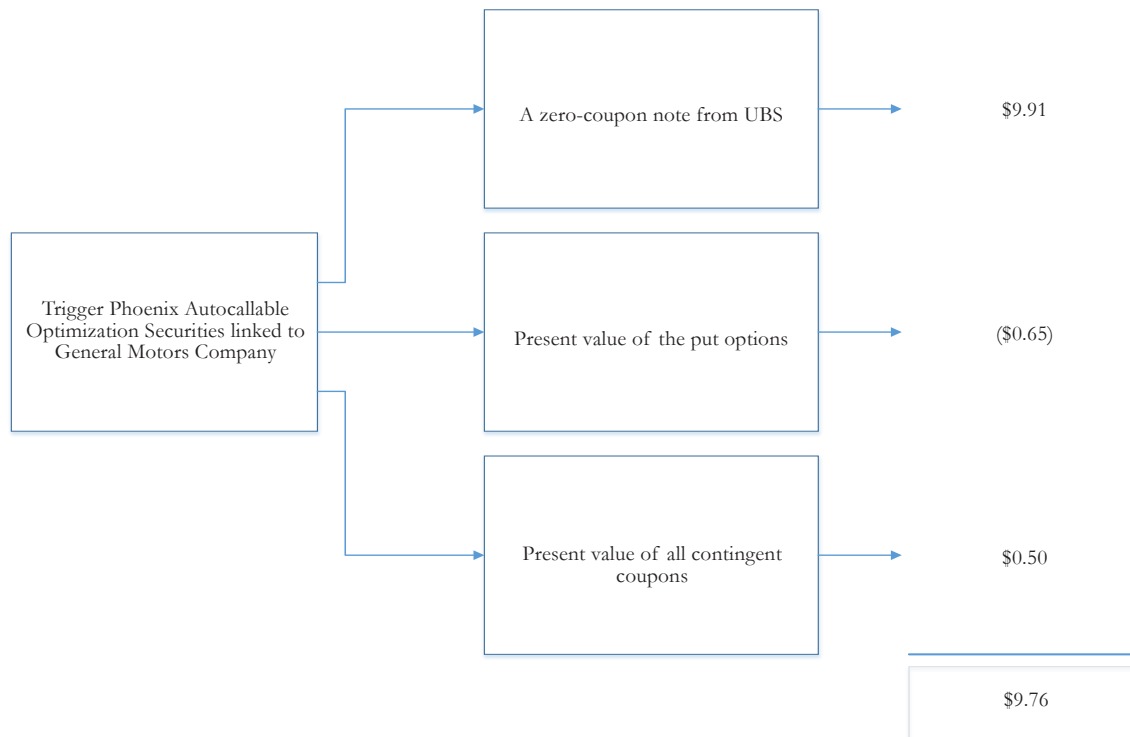 A zero-coupon note from UBS
$9.91
Trigger Phoenix Autocallable
Optimization Securities linked to
General Motors Company
Present value of the put options
($0.65)
Present value of all contingent
coupons
$0.50
$9.76